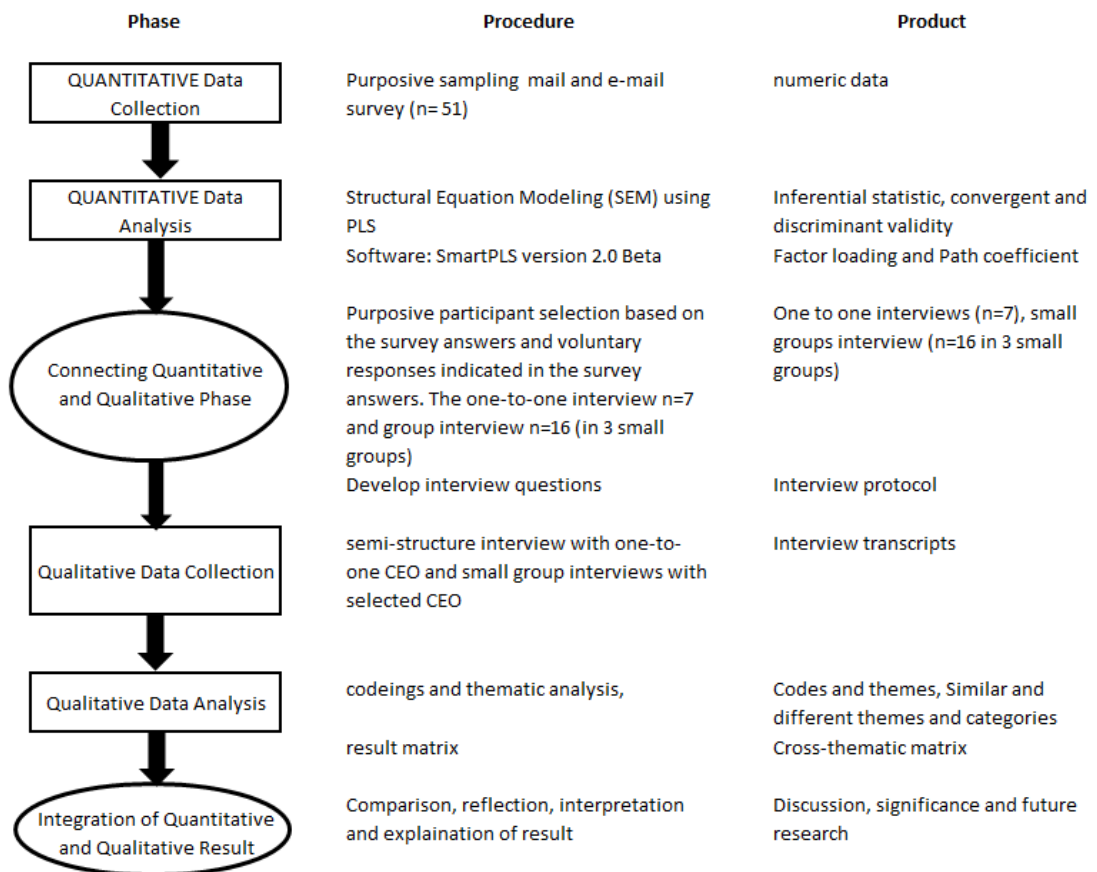 Phase
Procedure
Product
QUANTITATIVE Data
Collection
Purposive sampling mail and e-mail
survey (n= 51)
numeric data
QUANTITATIVE Data
Analysis
Structural Equation Modeling (SEM) using
PLS
Software: SmartPLS version 2.0 Beta
Inferential statistic, convergent and
discriminant validity
Factor loading and Path coefficient
Connecting Quantitative
and Qualitative Phase
Purposive participant selection based on
the survey answers and voluntary
responses indicated in the survey
answers. The one-to-one interview n=7
and group interview n=16 (in 3 small
groups)
Develop interview questions
One to one interviews (n=7), small
groups interview (n=16 in 3 small
groups)
Interview protocol
Qualitative Data Collection
semi-structure interview with one-to-
one CEO and small group interviews with
selected CEO
Interview transcripts
Qualitative Data Analysis
codeings and thematic analysis,
result matrix
Codes and themes, Similar and
different themes and categories
Cross-thematic matrix
Integration of Quantitative
and Qualitative Result
Comparison, reflection, interpretation
and explaination of result
Discussion, significance and future
research